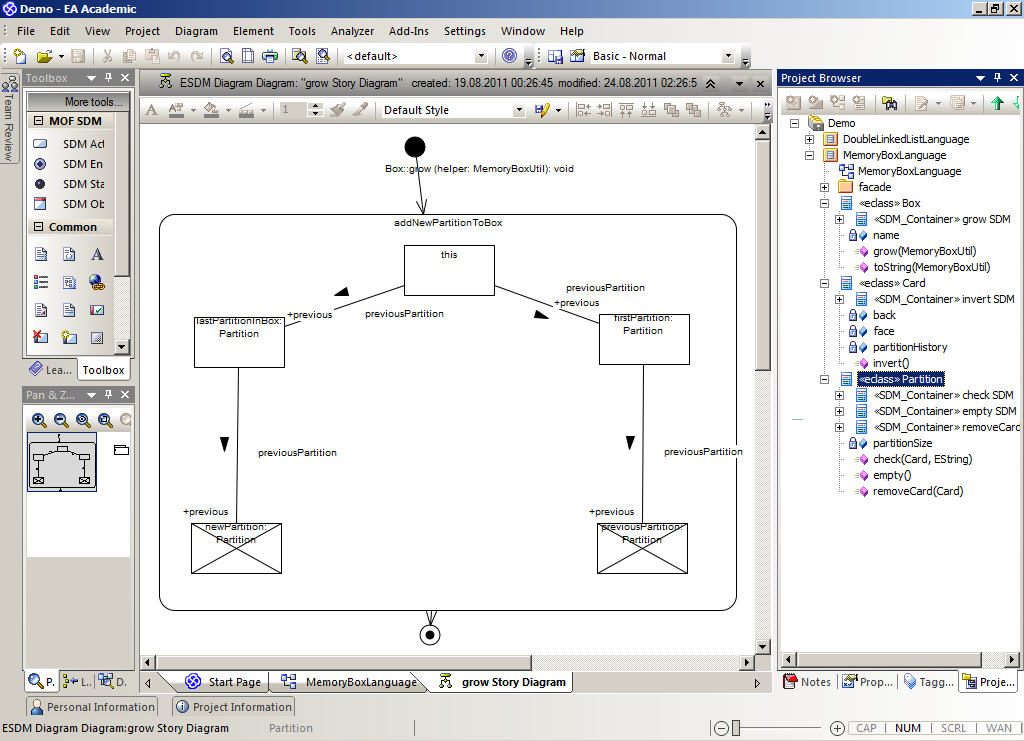 Demo - EA Academic
File Edit View Project Diagram Element Tools Analyzer Add-Ins Settings Window Help
<default> Basic - Normal
Team Review
Toolbox
More tools...
MOF SDM
SDM Act
SDM En
SDM Sta
SDM Ob
Common
Lea... Toolbox
Pan & Z...
P. L.. D.
ESDM Diagram Diagram: "grow Story Diagram" created: 19.08.2011 00:26:45 modified: 24.08.2011 02:26:5
1 Default Style
Box::grow (helper: MemoryBoxUtil): void
addNewPartitionToBox
this
previousPartition
+previous
+previous
previousPartition
lastPartitionInBox:
Partition
firstPartition:
Partition
previousPartition
previousPartition
+previous
+previous
newPartition:
Partition
previousPartition:
Partition
Start Page MemoryBoxLanguage grow Story Diagram
Project Browser
Demo
DoubleLinkedListLanguage
MemoryBoxLanguage
MemoryBoxLanguage
facade
«eclass» Box
«SDM_Container» grow SDM
name
grow(MemoryBoxUtil)
toString(MemoryBoxUtil)
«eclass» Card
«SDM_Container» invert SDM
back
face
partitionHistory
invert()
«eclass» Partition
«SDM_Container» check SDM
«SDM_Container» empty SDM
«SDM_Container» removeCard
partitionSize
check(Card, EString)
empty()
removeCard(Card)
Notes Prop... Tagg... Proje...
Personal Information Project Information
ESDM Diagram Diagram:grow Story Diagram Partition CAP NUM SCRL WAN